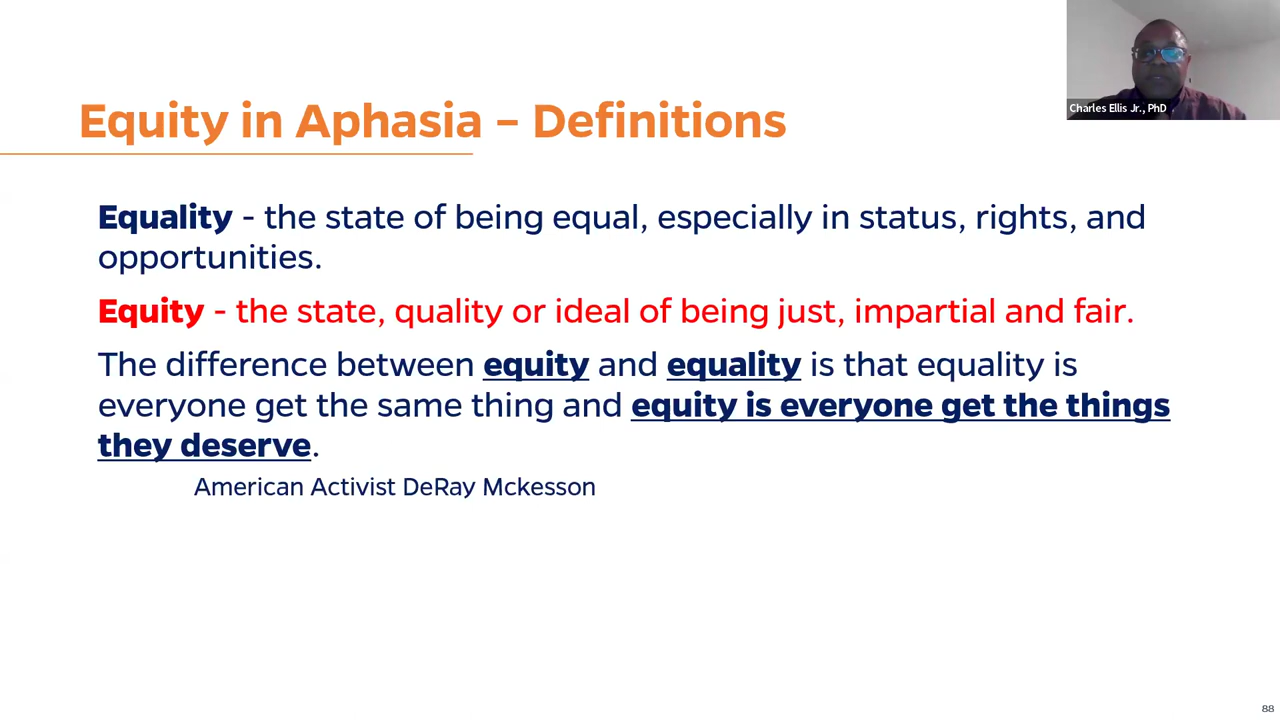 Charles Ellis Jr., PhD
Equity in Aphasia – Definitions
Equality - the state of being equal, especially in status, rights, and
opportunities.
Equity - the state, quality or ideal of being just, impartial and fair.
The difference between equity and equality is that equality is
everyone get the same thing and equity is everyone get the things
they deserve.
American Activist DeRay Mckesson
88